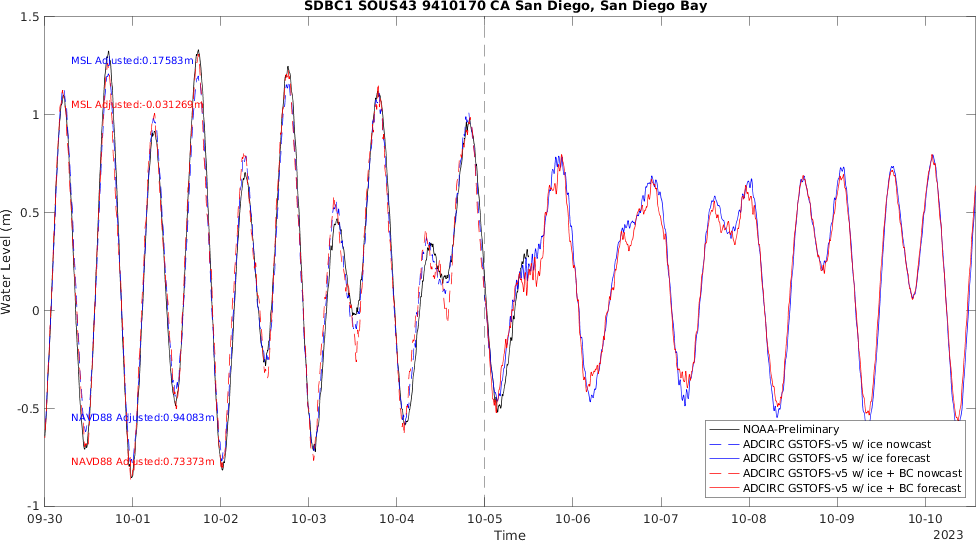 SDBC1 SOUS43 9410170 CA San Diego, San Diego Bay
1.5
MSL Adjusted:0.17583m
MSL Adjusted:-0.031269m
1
0.5
Water Level (m)
0
-0.5
NAVD88 Adjusted:0.94083m
NAVD88 Adjusted:0.73373m
-1
NOAA-Preliminary
ADCIRC GSTOFS-v5 w/ ice nowcast
ADCIRC GSTOFS-v5 w/ ice forecast
ADCIRC GSTOFS-v5 w/ ice + BC nowcast
ADCIRC GSTOFS-v5 w/ ice + BC forecast
09-30 10-01 10-02 10-03 10-04 10-05 10-06 10-07 10-08 10-09 10-10
Time
2023